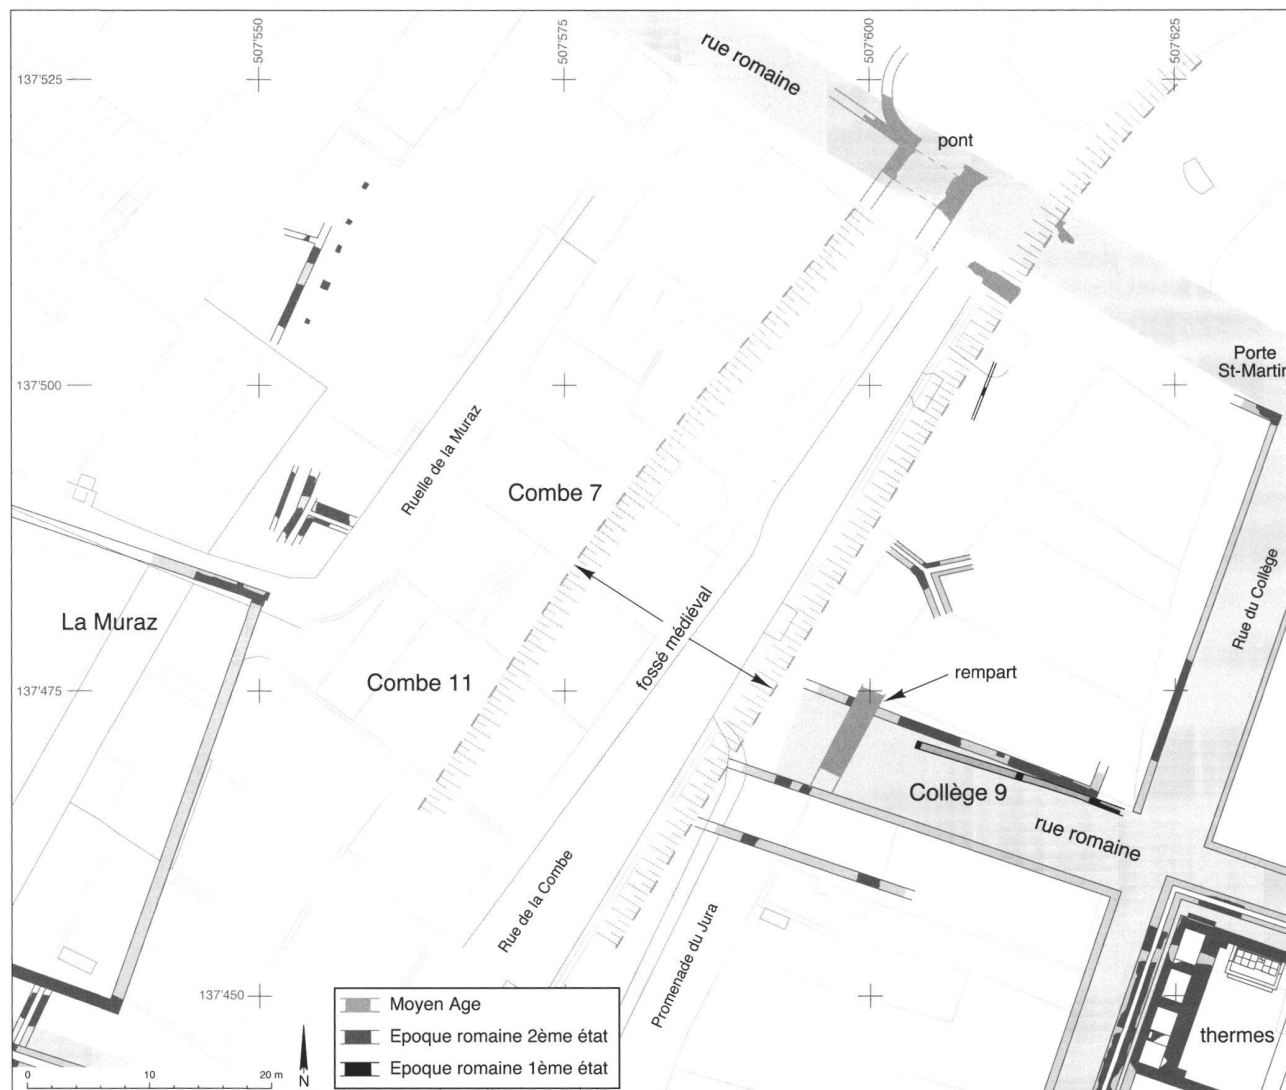 507'550
507'575
507'600
507'625
137'525
rue romaine
pont
Porte
St-Martin
137'500
Ruelle de la Muraz
Combe 7
La Muraz
fossé médiéval
Rue du Collège
rempart
Combe 11
137'475
Collège 9
rue romaine
Rue de la Combe
Promenade du Jura
137'450
thermes
Moyen Age
Epoque romaine 2ème état
Epoque romaine 1ème état
0 10 20 m
N